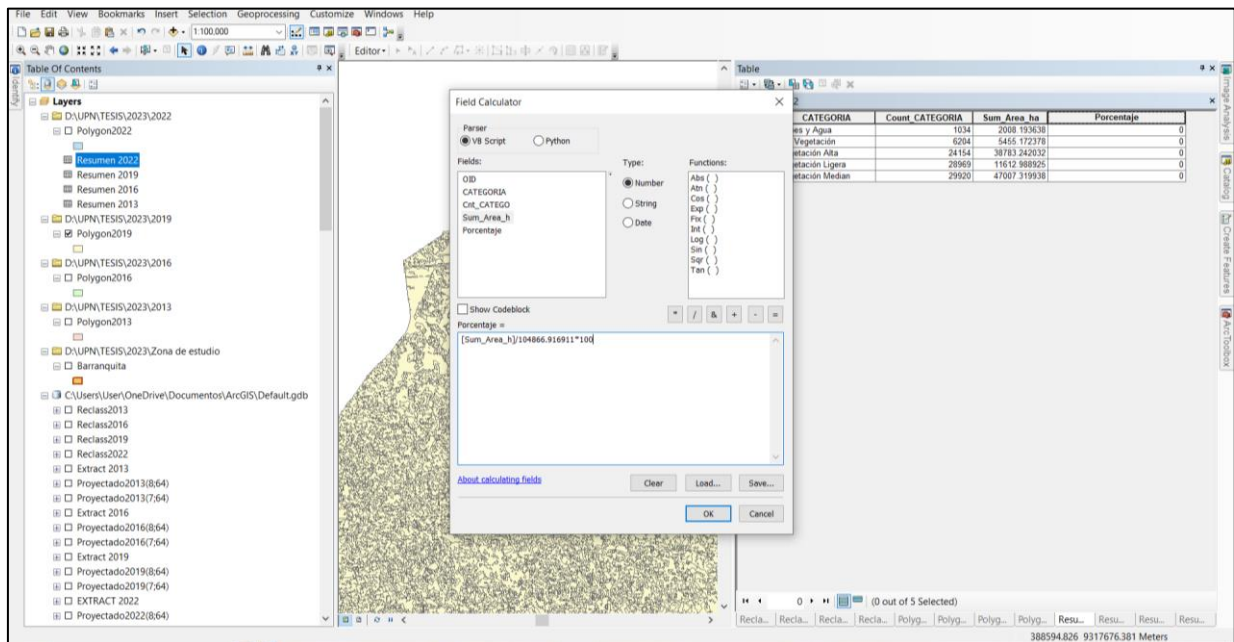 File Edit View Bookmarks Insert Selection Geoprocessing Customize Windows Help
1:100,000
Editor
Table Of Contents
Layers
D:\UPN\TESIS\2023\2022
Polygon2022
Resumen 2022
Resumen 2019
Resumen 2016
Resumen 2013
D:\UPN\TESIS\2023\2019
Polygon2019
D:\UPN\TESIS\2023\2016
Polygon2016
D:\UPN\TESIS\2023\2013
Polygon2013
D:\UPN\TESIS\2023\Zona de estudio
Barranquita
C:\Users\User\OneDrive\Documentos\ArcGIS\Default.gdb
Reclass2013
Reclass2016
Reclass2019
Reclass2022
Extract 2013
Proyectado2013(8;64)
Proyectado2013(7;64)
Extract 2016
Proyectado2016(8;64)
Proyectado2016(7;64)
Extract 2019
Proyectado2019(8;64)
Proyectado2019(7;64)
EXTRACT 2022
Proyectado2022(8;64)
Identify
Field Calculator
Parser
VB Script Python
Fields: Type: Functions:
OID
CATEGORIA
Cnt_CATEGO
Sum_Area_h
Porcentaje
Number
String
Date
Abs ( )
Atn ( )
Cos ( )
Exp ( )
Fix ( )
Int ( )
Log ( )
Sin ( )
Sqr ( )
Tan ( )
Show Codeblock
* / & + - =
Porcentaje =
[Sum_Area_h]/104866.916911*100
About calculating fields
Clear Load... Save...
OK Cancel
Table
2
CATEGORIA Count_CATEGORIA Sum_Area_ha Porcentaje
es y Agua 1034 2008.193638 0
Vegetación 6204 5455.172378 0
etación Alta 24154 38783.242032 0
etación Ligera 28969 11612.988925 0
etación Median 29920 47007.319938 0
0 (0 out of 5 Selected)
Recla... Recla... Recla... Recla... Polyg... Polyg... Polyg... Polyg... Resu... Resu... Resu... Resu...
388594.826 9317676.381 Meters
Image Analysis
Catalog
Create Features
ArcToolbox